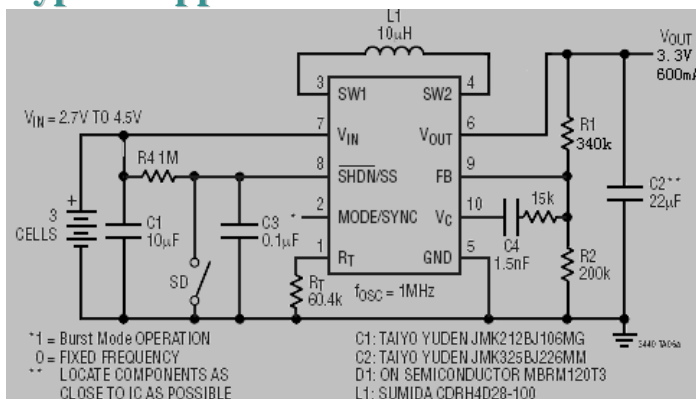 L1
10µH
VOUT
3.3V
600mA
3 SW1
SW2 4
VIN = 2.7V TO 4.5V
7 VIN
VOUT 6
R1
340k
R4 1M
8 SHDN/SS
FB 9
C2**
22µF
3
CELLS
+
C1
10µF
C3
0.1µF
* 2 MODE/SYNC
VC 10
15k
C4
1.5nF
SD
1 RT
GND 5
R2
200k
RT
60.4k
fOSC = 1MHz
3440 TA06a
*1 = Burst Mode OPERATION
0 = FIXED FREQUENCY
** LOCATE COMPONENTS AS
CLOSE TO IC AS POSSIBLE
C1: TAIYO YUDEN JMK212BJ106MG
C2: TAIYO YUDEN JMK325BJ226MM
D1: ON SEMICONDUCTOR MBRM120T3
L1: SUMIDA CDRH4D28-100